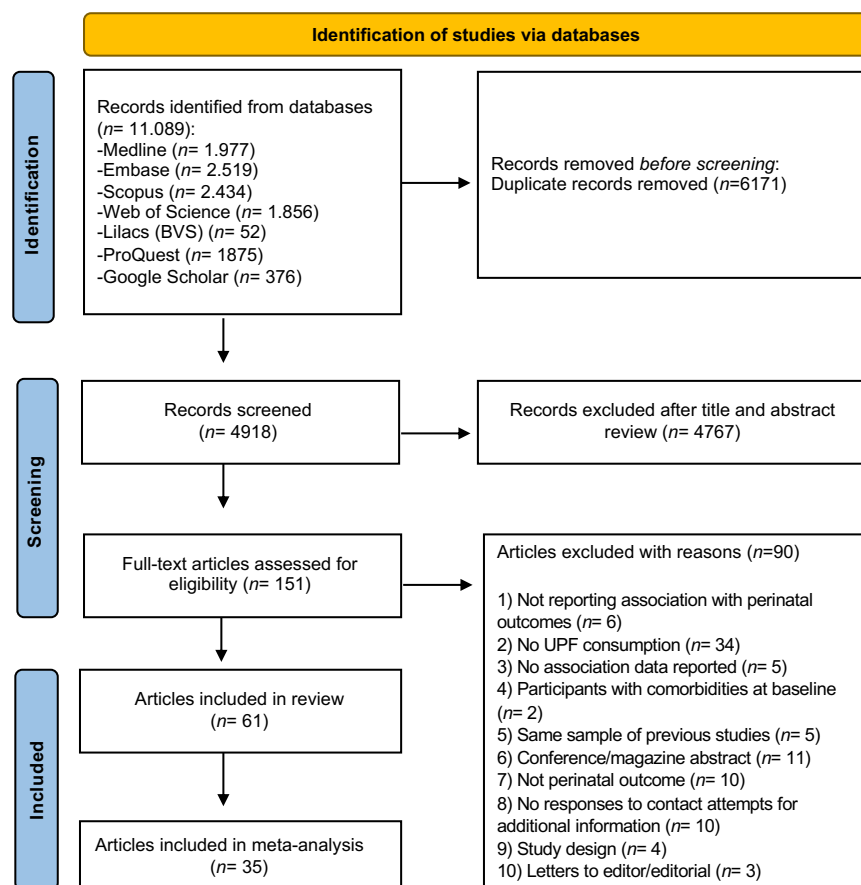 Identification of studies via databases
Identification
Records identified from databases
(n= 11.089):
-Medline (n= 1.977)
-Embase (n= 2.519)
-Scopus (n= 2.434)
-Web of Science (n= 1.856)
-Lilacs (BVS) (n= 52)
-ProQuest (n= 1875)
-Google Scholar (n= 376)
Records removed before screening:
Duplicate records removed (n=6171)
Screening
Records screened
(n= 4918)
Records excluded after title and abstract
review (n= 4767)
Full-text articles assessed for
eligibility (n= 151)
Articles excluded with reasons (n=90)
1) Not reporting association with perinatal
outcomes (n= 6)
2) No UPF consumption (n= 34)
3) No association data reported (n= 5)
4) Participants with comorbidities at baseline
(n= 2)
5) Same sample of previous studies (n= 5)
6) Conference/magazine abstract (n= 11)
7) Not perinatal outcome (n= 10)
8) No responses to contact attempts for
additional information (n= 10)
9) Study design (n= 4)
10) Letters to editor/editorial (n= 3)
Included
Articles included in review
(n= 61)
Articles included in meta-analysis
(n= 35)